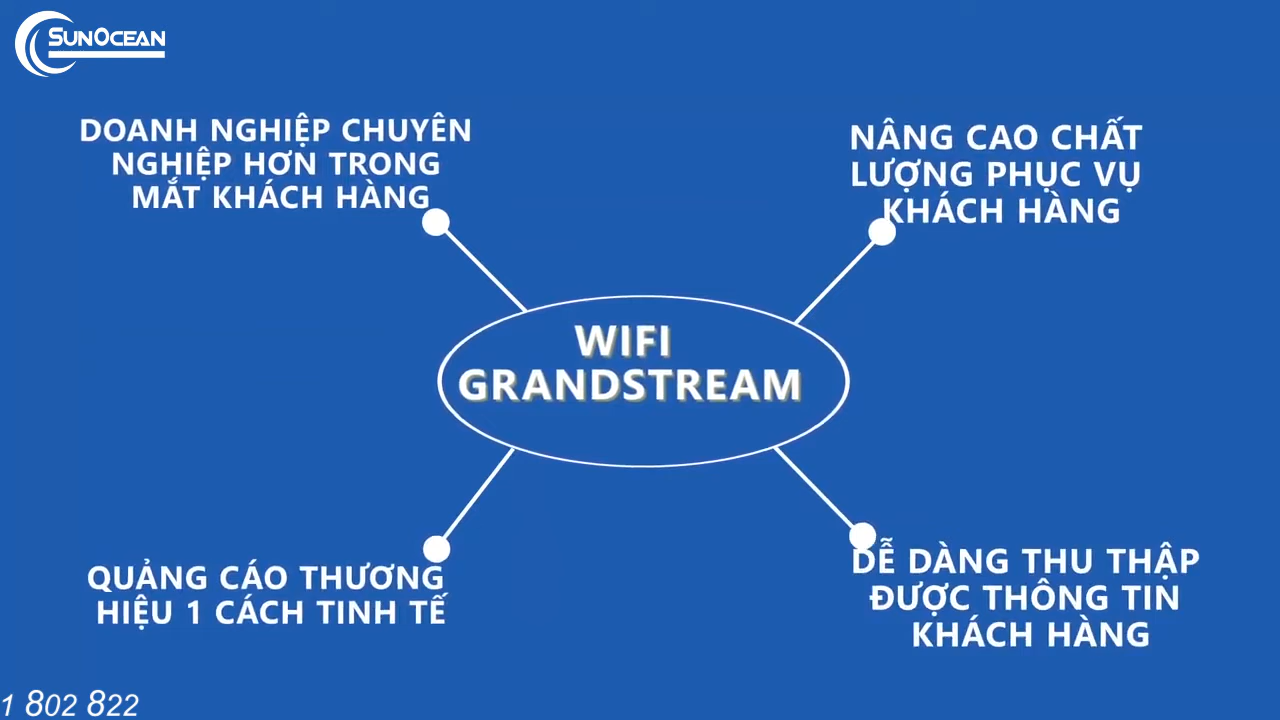 SUNOCEAN
DOANH NGHIỆP CHUYÊN
NGHIỆP HƠN TRONG
MẮT KHÁCH HÀNG
NÂNG CAO CHẤT
LƯỢNG PHỤC VỤ
KHÁCH HÀNG
WIFI
GRANDSTREAM
QUẢNG CÁO THƯƠNG
HIỆU 1 CÁCH TINH TẾ
DỄ DÀNG THU THẬP
ĐƯỢC THÔNG TIN
KHÁCH HÀNG
1 802 822